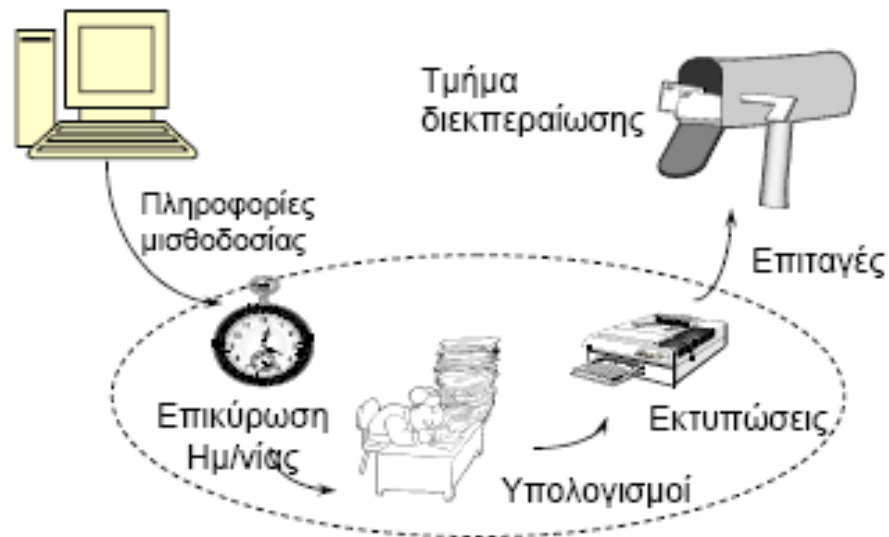 Τμήμα
διεκπεραίωσης
Πληροφορίες
μισθοδοσίας
Επιταγές
Επικύρωση
Ημ/νίας
Εκτυπώσεις
Υπολογισμοί